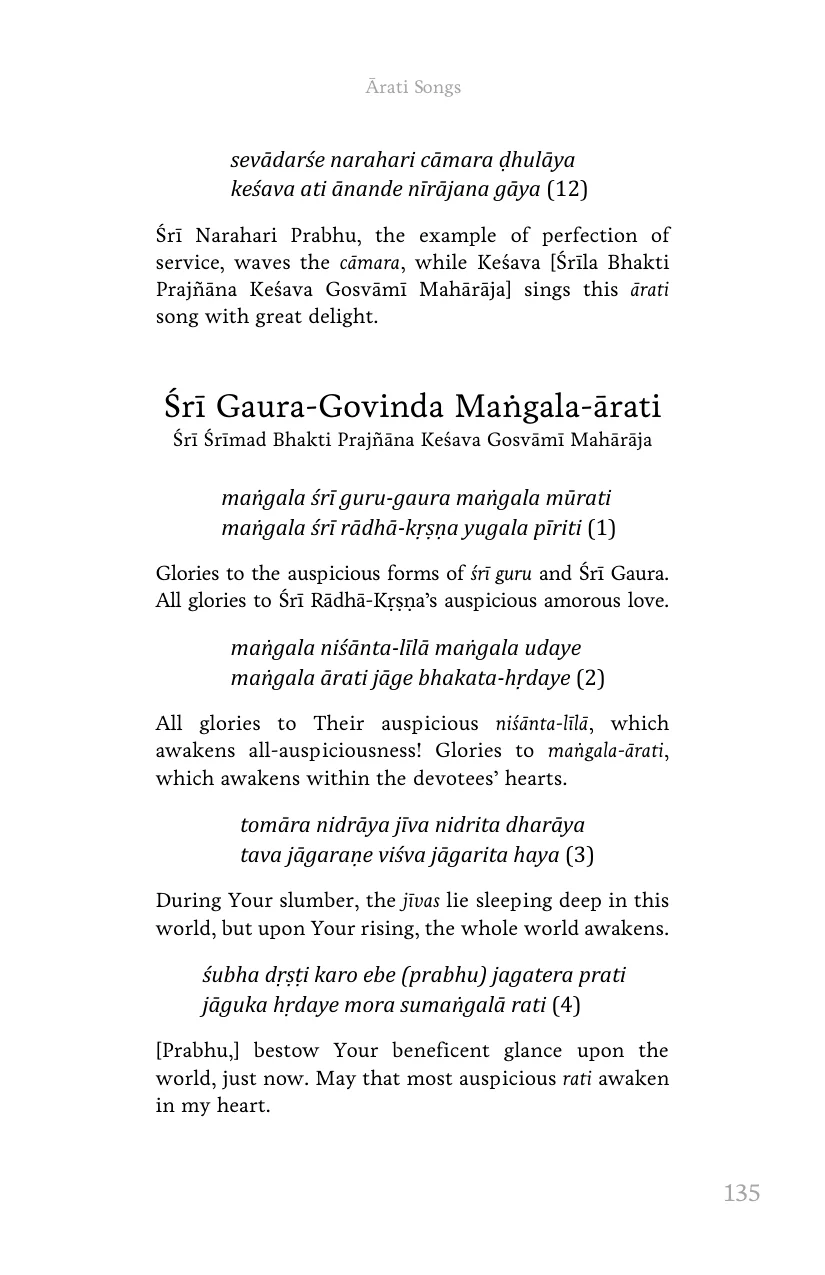 Ārati Songs
sevādarśe narahari cāmara ḍhulāya
keśava ati ānande nīrājana gāya (12)
Śrī Narahari Prabhu, the example of perfection of
service, waves the cāmara, while Keśava [Śrīla Bhakti
Prajñāna Keśava Gosvāmī Mahārāja] sings this ārati
song with great delight.
Śrī Gaura-Govinda Maṅgala-ārati
Śrī Śrīmad Bhakti Prajñāna Keśava Gosvāmī Mahārāja
maṅgala śrī guru-gaura maṅgala mūrati
maṅgala śrī rādhā-kṛṣṇa yugala pīriti (1)
Glories to the auspicious forms of śrī guru and Śrī Gaura.
All glories to Śrī Rādhā-Kṛṣṇa’s auspicious amorous love.
maṅgala niśānta-līlā maṅgala udaye
maṅgala ārati jāge bhakata-hṛdaye (2)
All glories to Their auspicious niśānta-līlā, which
awakens all-auspiciousness! Glories to maṅgala-ārati,
which awakens within the devotees’ hearts.
tomāra nidrāya jīva nidrita dharāya
tava jāgaraṇe viśva jāgarita haya (3)
During Your slumber, the jīvas lie sleeping deep in this
world, but upon Your rising, the whole world awakens.
śubha dṛṣṭi karo ebe (prabhu) jagatera prati
jāguka hṛdaye mora sumaṅgalā rati (4)
[Prabhu,] bestow Your beneficent glance upon the
world, just now. May that most auspicious rati awaken
in my heart.
135